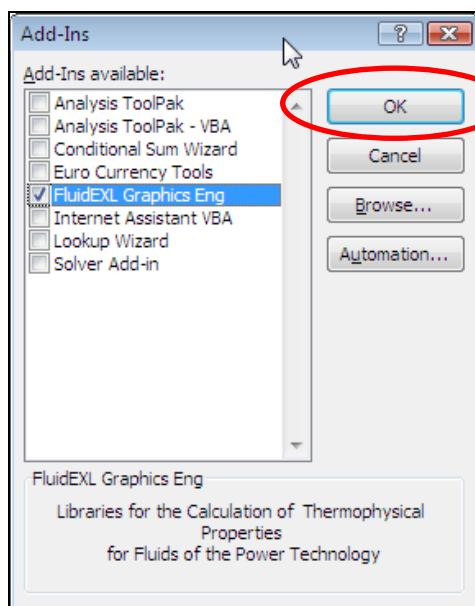 Add-Ins
Add-Ins available:
Analysis ToolPak
Analysis ToolPak - VBA
Conditional Sum Wizard
Euro Currency Tools
FluidEXL Graphics Eng
Internet Assistant VBA
Lookup Wizard
Solver Add-in
OK
Cancel
Browse...
Automation...
FluidEXL Graphics Eng
Libraries for the Calculation of Thermophysical
Properties
for Fluids of the Power Technology